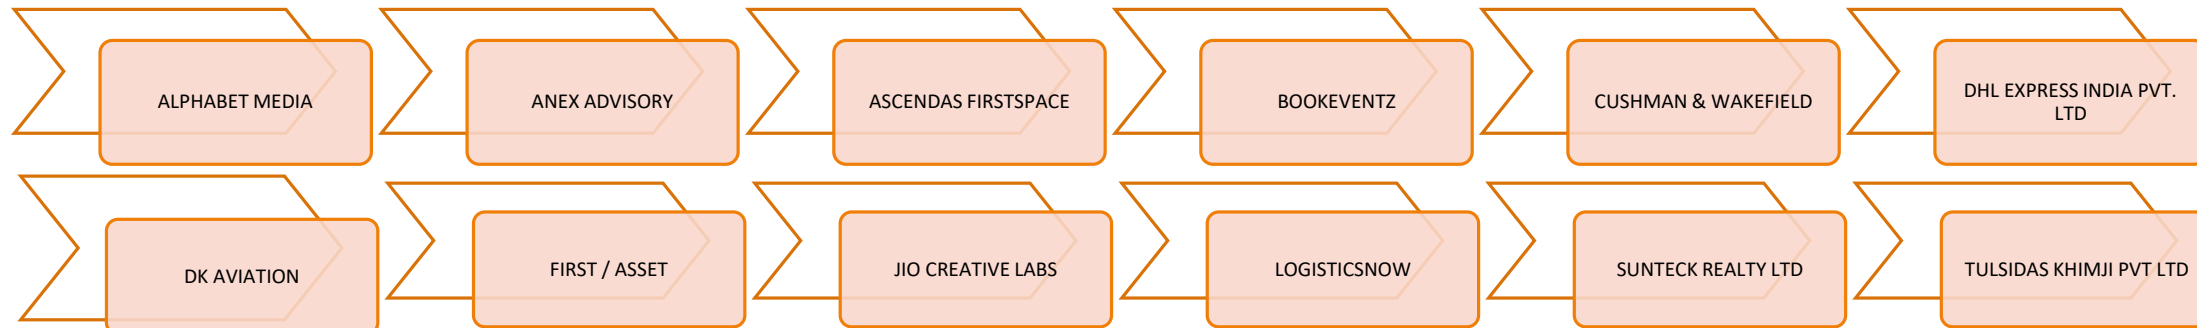 ALPHABET MEDIA
ANEX ADVISORY
ASCENDAS FIRSTSPACE
BOOKEVENTZ
CUSHMAN & WAKEFIELD
DHL EXPRESS INDIA PVT.
LTD
DK AVIATION
FIRST / ASSET
JIO CREATIVE LABS
LOGISTICSNOW
SUNTECK REALTY LTD
TULSIDAS KHIMJI PVT LTD